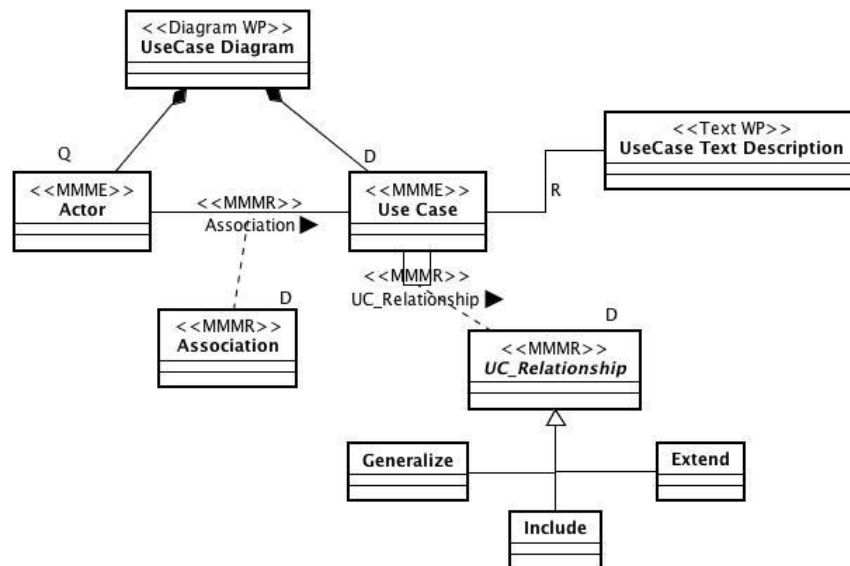 <<Diagram WP>>
UseCase Diagram
<<Text WP>>
UseCase Text Description
Q
D
R
<<MMME>>
Actor
<<MMMR>>
Association ▶
<<MMME>>
Use Case
<<MMMR>>
UC_Relationship ▶
D
<<MMMR>>
Association
D
<<MMMR>>
UC_Relationship
Generalize
Extend
Include